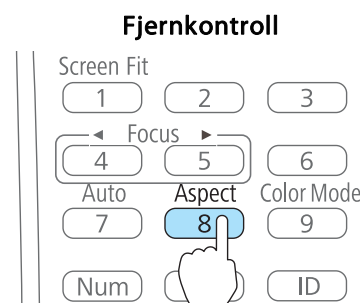 Fjernkontroll
Screen Fit
1 2 3
◄ Focus ►
4 5 6
Auto Aspect Color Mode
7 8 9
Num ID